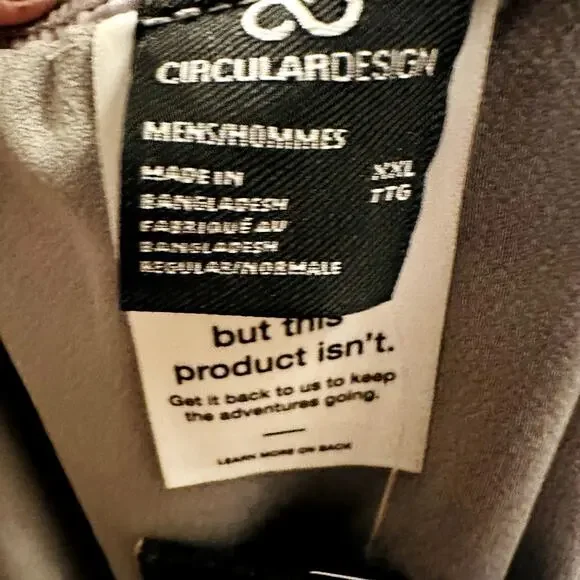 CIRCULARDESIGN
MENS/HOMMES
MADE IN XXL
BANGLADESH TTG
FABRIQUÉ AU
BANGLADESH
REGULAR/NORMALE
but this
product isn't.
Get it back to us to keep
the adventures going.
LEARN MORE ON BACK